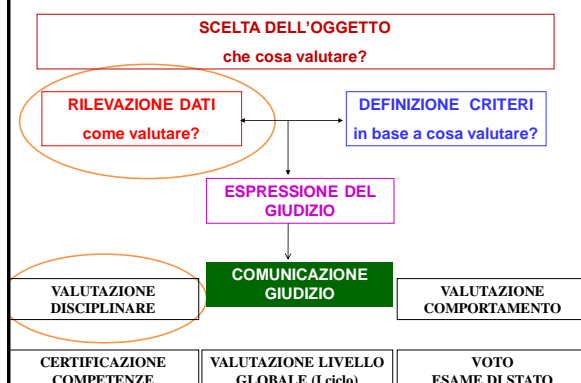 SCELTA DELL'OGGETTO
che cosa valutare?
RILEVAZIONE DATI
come valutare?
DEFINIZIONE CRITERI
in base a cosa valutare?
ESPRESSIONE DEL
GIUDIZIO
COMUNICAZIONE
GIUDIZIO
VALUTAZIONE
DISCIPLINARE
VALUTAZIONE
COMPORTAMENTO
CERTIFICAZIONE
COMPETENZE
VALUTAZIONE LIVELLO
GLOBALE (I ciclo)
VOTO
ESAME DI STATO